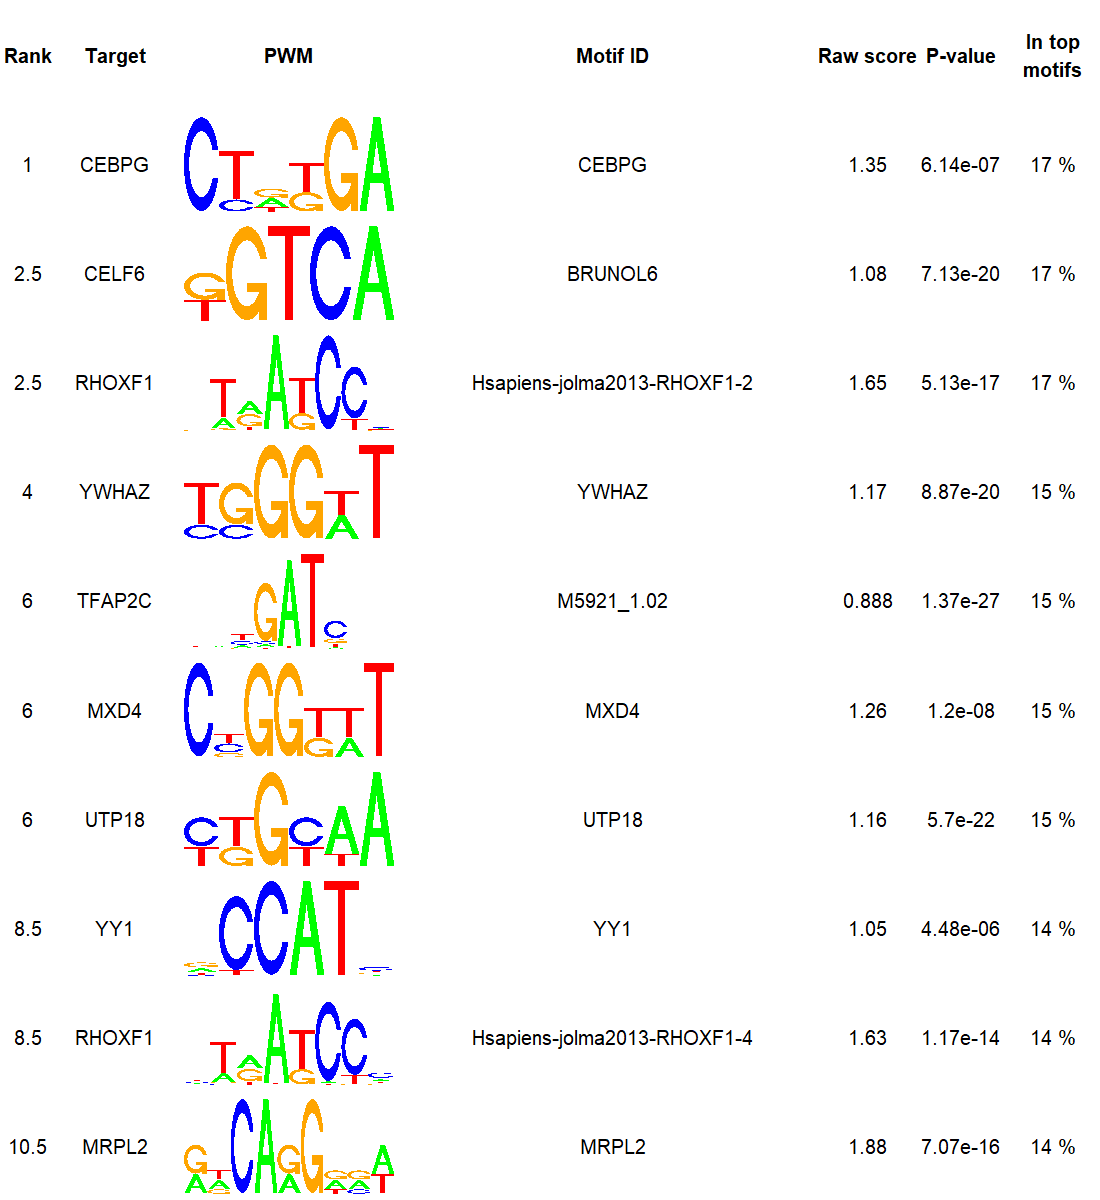 Rank Target PWM Motif ID Raw score P-value In top motifs
1 CEBPG CEBPG 1.35 6.14e-07 17 %
2.5 CELF6 BRUNOL6 1.08 7.13e-20 17 %
2.5 RHOXF1 Hsapiens-jolma2013-RHOXF1-2 1.65 5.13e-17 17 %
4 YWHAZ YWHAZ 1.17 8.87e-20 15 %
6 TFAP2C M5921_1.02 0.888 1.37e-27 15 %
6 MXD4 MXD4 1.26 1.2e-08 15 %
6 UTP18 UTP18 1.16 5.7e-22 15 %
8.5 YY1 YY1 1.05 4.48e-06 14 %
8.5 RHOXF1 Hsapiens-jolma2013-RHOXF1-4 1.63 1.17e-14 14 %
10.5 MRPL2 MRPL2 1.88 7.07e-16 14 %